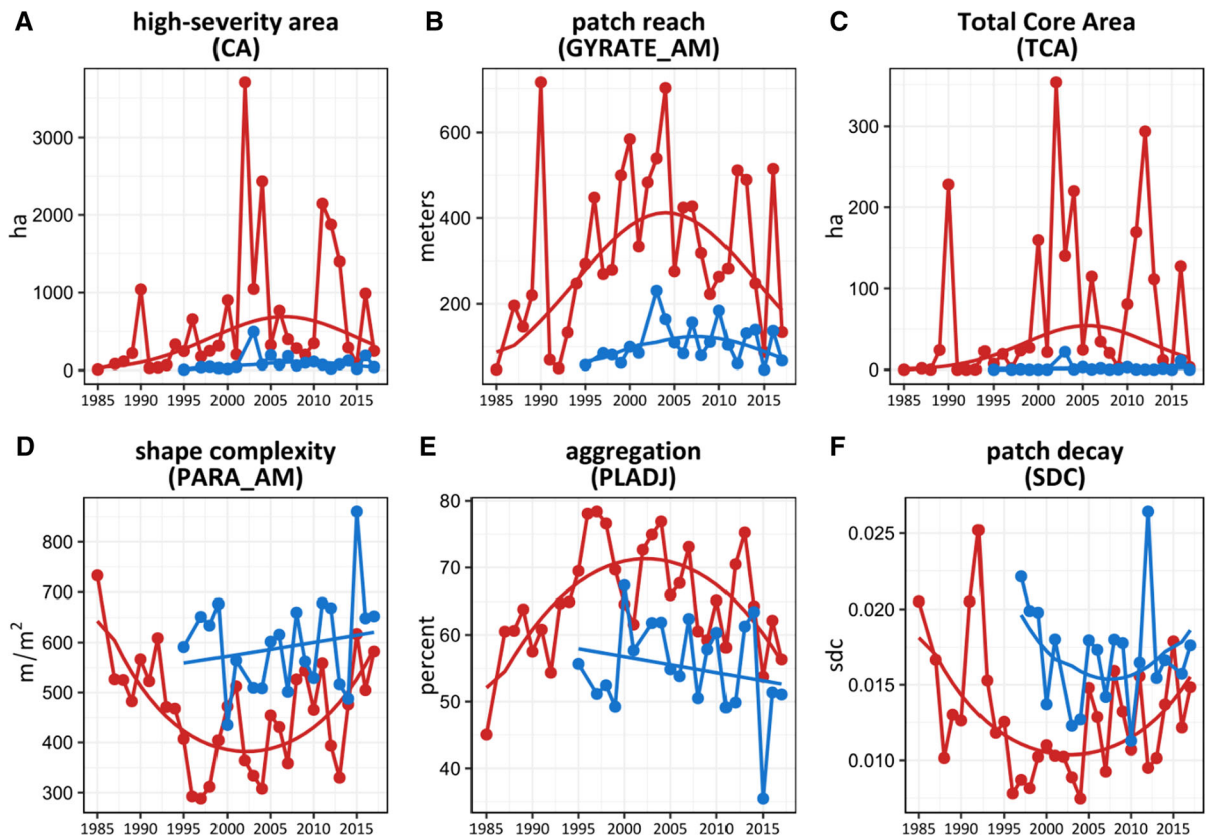 A
high-severity area
(CA)
ha
3000
2000
1000
0
1985 1990 1995 2000 2005 2010 2015
B
patch reach
(GYRATE_AM)
meters
600
400
200
1985 1990 1995 2000 2005 2010 2015
C
Total Core Area
(TCA)
ha
300
200
100
0
1985 1990 1995 2000 2005 2010 2015
D
shape complexity
(PARA_AM)
m/m²
800
700
600
500
400
300
1985 1990 1995 2000 2005 2010 2015
E
aggregation
(PLADJ)
percent
80
70
60
50
40
1985 1990 1995 2000 2005 2010 2015
F
patch decay
(SDC)
sdc
0.025
0.020
0.015
0.010
1985 1990 1995 2000 2005 2010 2015